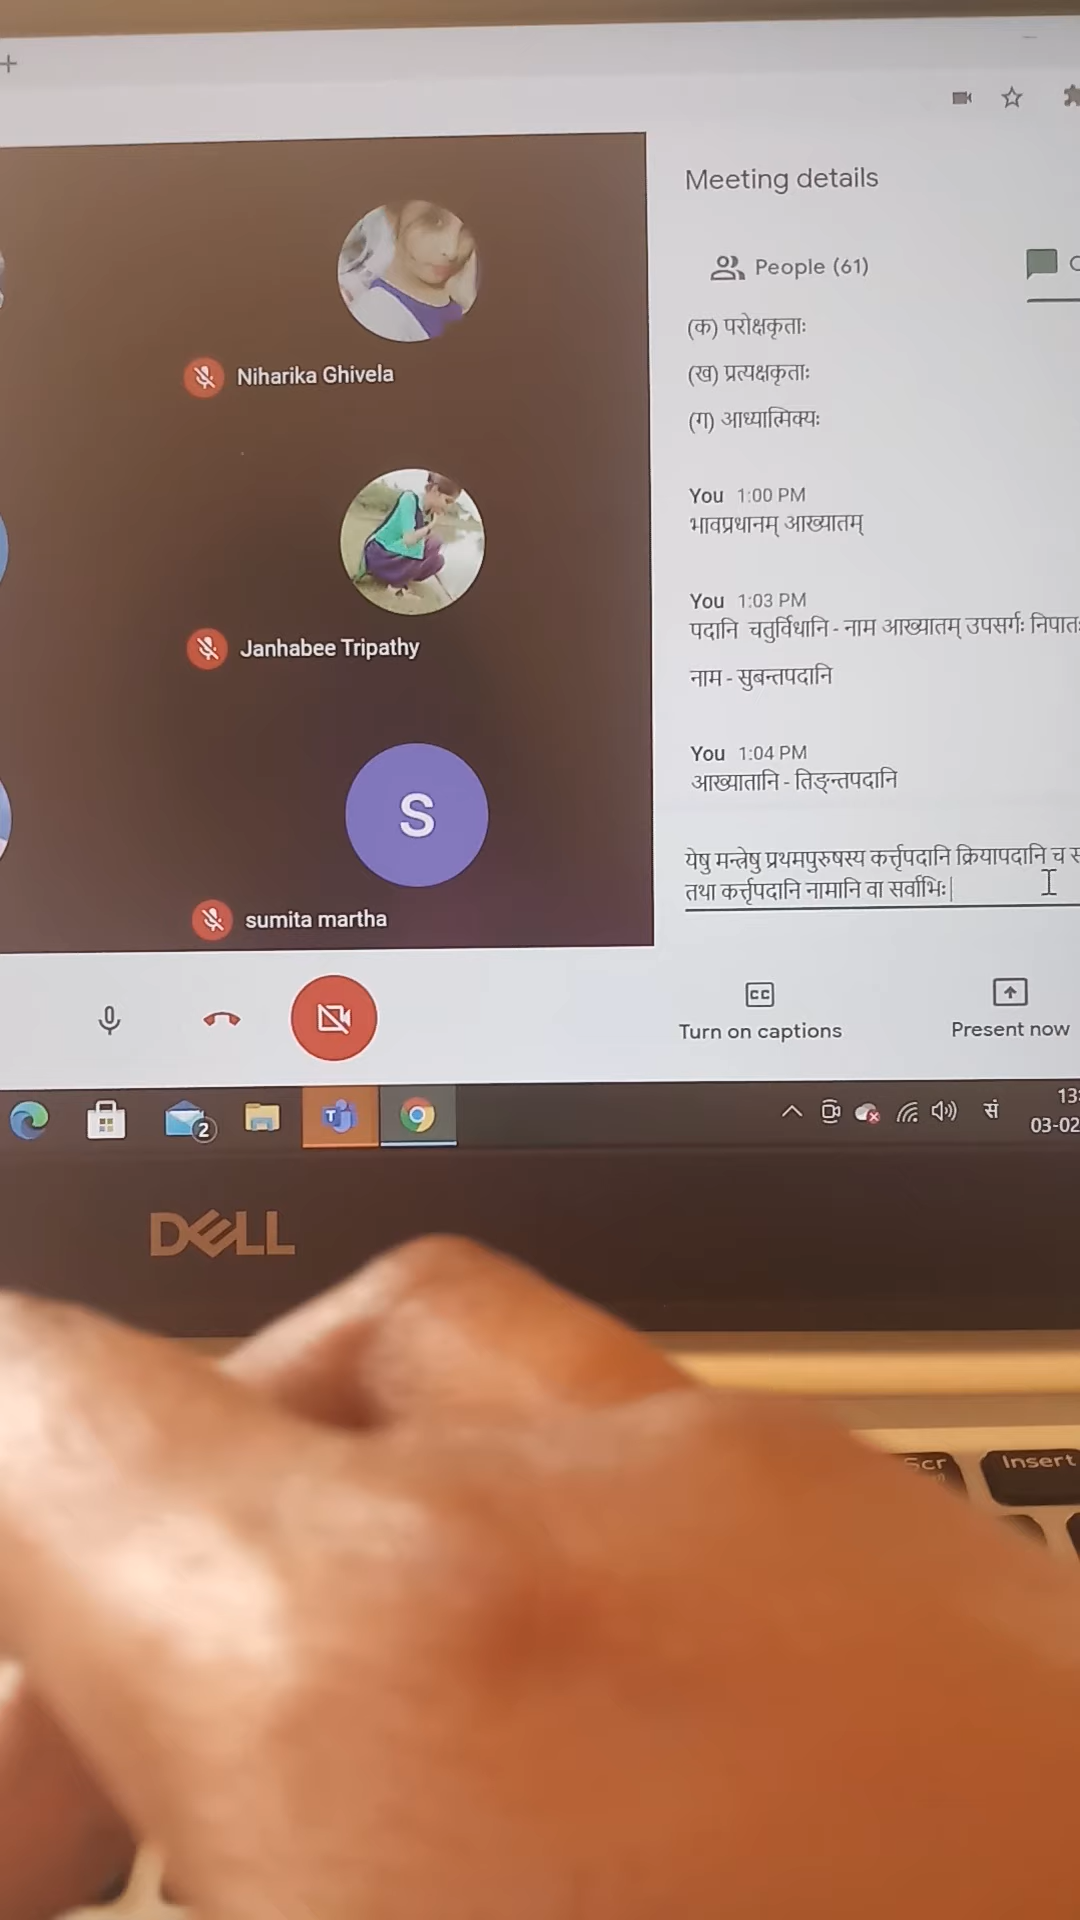 Meeting details
People (61)
(क) परोक्षकृताः
(ख) प्रत्यक्षकृताः
(ग) आध्यात्मिक्यः
Niharika Ghivela
You 1:00 PM
भावप्रधानम् आख्यातम्
You 1:03 PM
पदानि चतुर्विधानि - नाम आख्यातम् उपसर्गः निपातः
नाम - सुबन्तपदानि
Janhabee Tripathy
You 1:04 PM
आख्यातानि - तिङ्न्तपदानि
S
येषु मन्त्रेषु प्रथमपुरुषस्य कर्त्तृपदानि क्रियापदानि च
तथा कर्त्तृपदानि नामानि वा सर्वाभिः
sumita martha
CC
Turn on captions
Present now
T
2
सं
13:
03-02
DELL
Scr
Insert